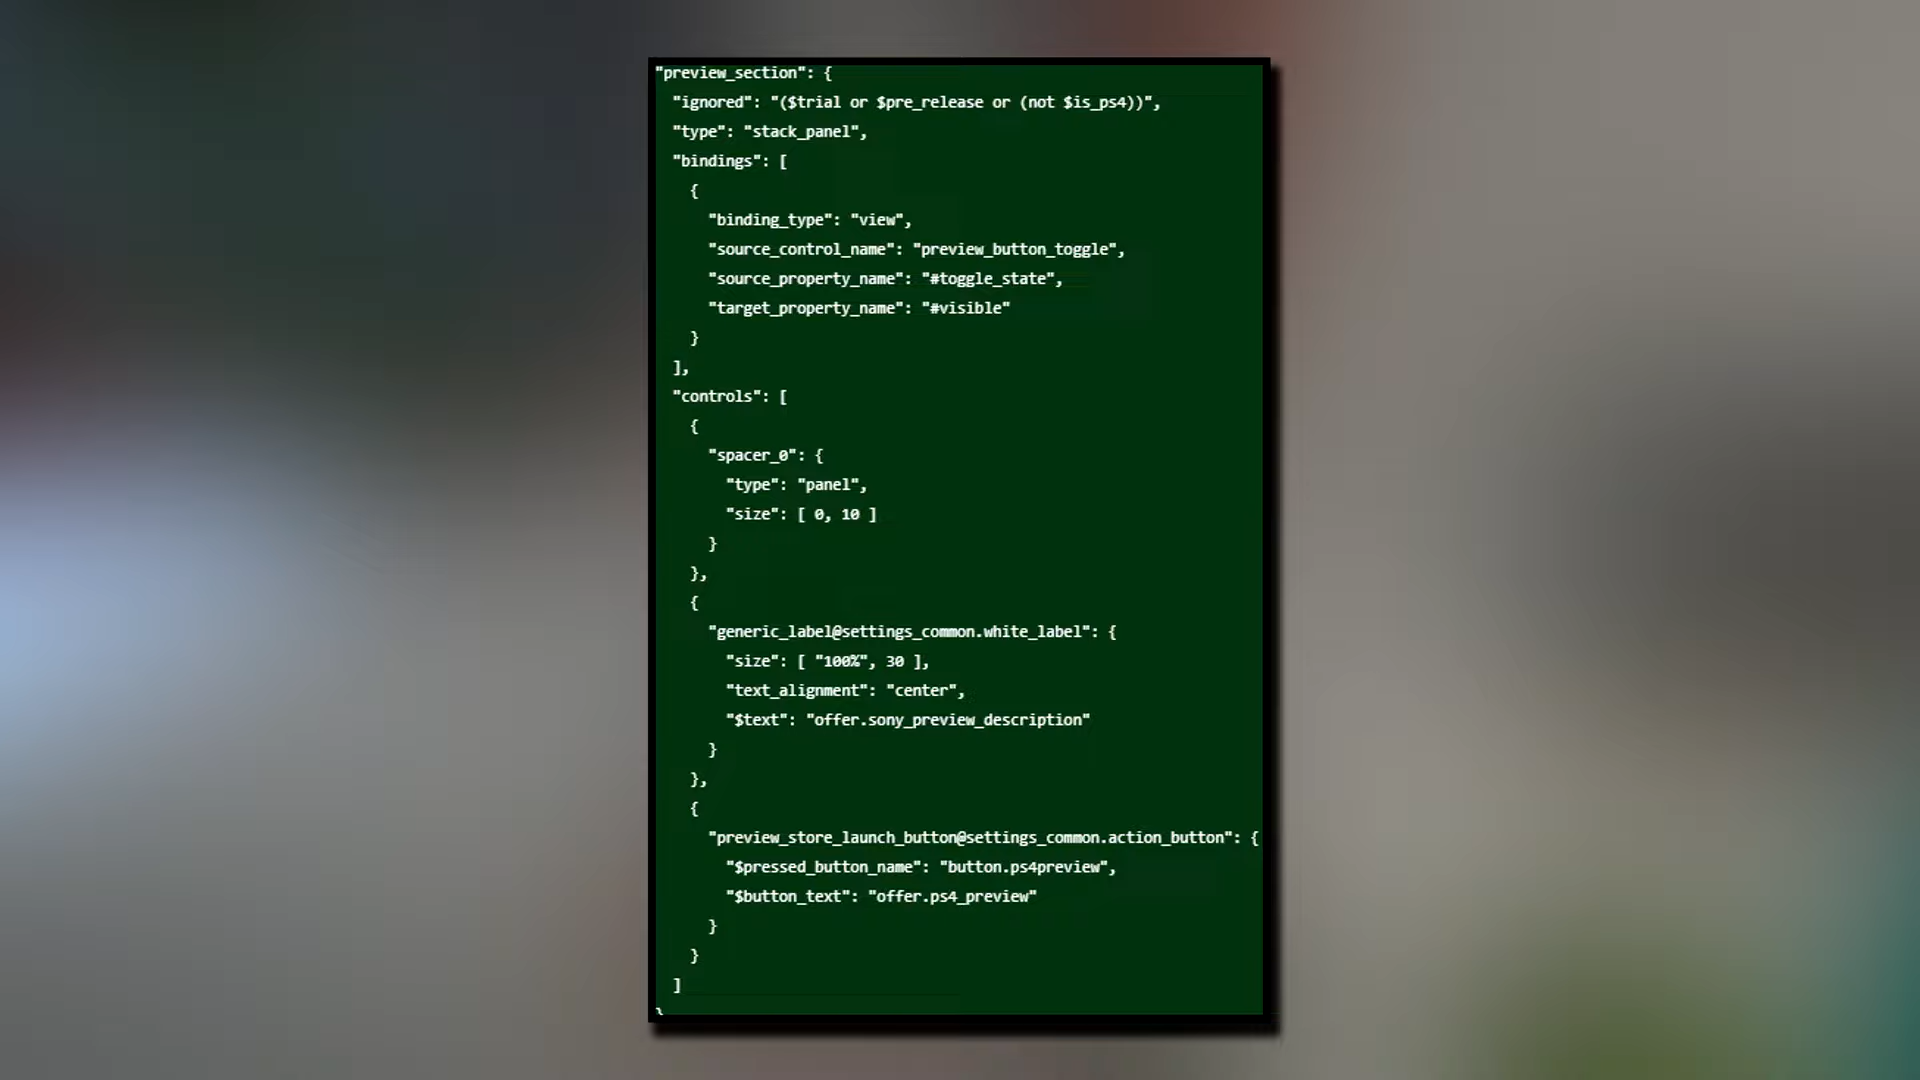 "preview_section": {
"ignored": "($trial or $pre_release or (not $is_ps4))",
"type": "stack_panel",
"bindings": [
{
"binding_type": "view",
"source_control_name": "preview_button_toggle",
"source_property_name": "#toggle_state",
"target_property_name": "#visible"
}
],
"controls": [
{
"spacer_0": {
"type": "panel",
"size": [ 0, 10 ]
}
},
{
"generic_label@settings_common.white_label": {
"size": [ "100%", 30 ],
"text_alignment": "center",
"$text": "offer.sony_preview_description"
}
},
{
"preview_store_launch_button@settings_common.action_button": {
"$pressed_button_name": "button.ps4preview",
"$button_text": "offer.ps4_preview"
}
}
]
}